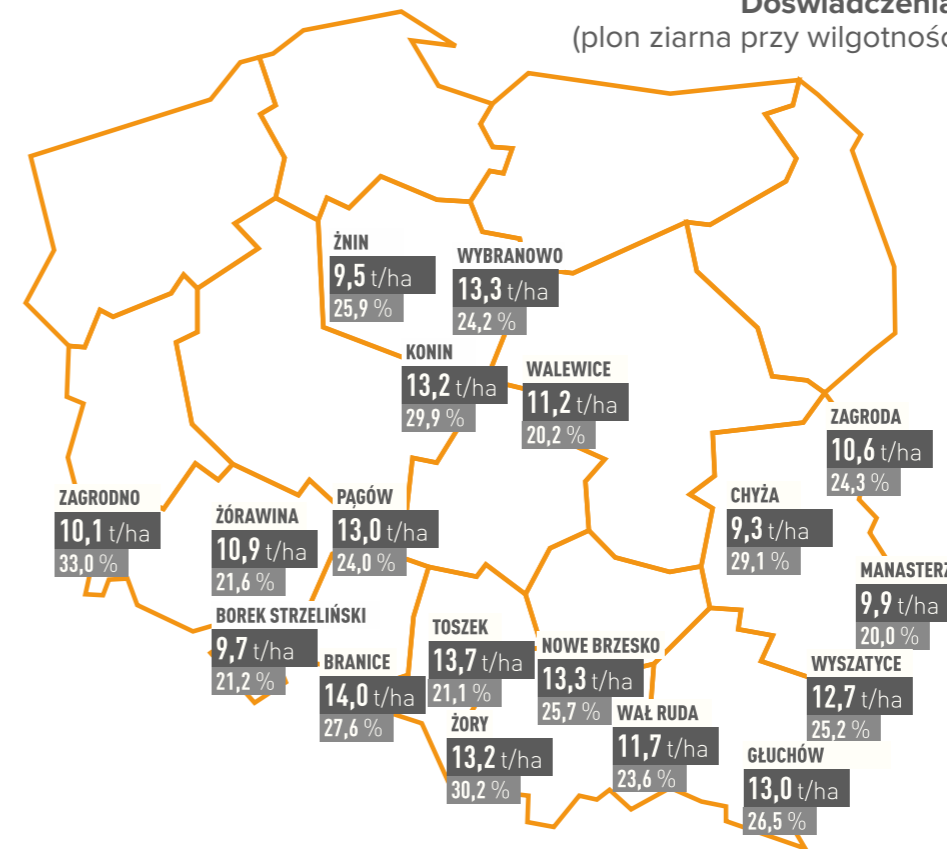 Doświadczenia
(plon ziarna przy wilgotnośc
ŻNIN
9,5 t/ha
25,9 %
WYBRANOWO
13,3 t/ha
24,2 %
KONIN
13,2 t/ha
29,9 %
WALEWICE
11,2 t/ha
20,2 %
ZAGRODA
10,6 t/ha
24,3 %
ZAGRODNO
10,1 t/ha
33,0 %
ŻÓRAWINA
10,9 t/ha
21,6 %
PĄGÓW
13,0 t/ha
24,0 %
CHYŻA
9,3 t/ha
29,1 %
MANASTERZ
9,9 t/ha
20,0 %
BOREK STRZELIŃSKI
9,7 t/ha
21,2 %
BRANICE
14,0 t/ha
27,6 %
TOSZEK
13,7 t/ha
21,1 %
NOWE BRZESKO
13,3 t/ha
25,7 %
WYSZATYCE
12,7 t/ha
25,2 %
ŻORY
13,2 t/ha
30,2 %
WAŁ RUDA
11,7 t/ha
23,6 %
GŁUCHÓW
13,0 t/ha
26,5 %